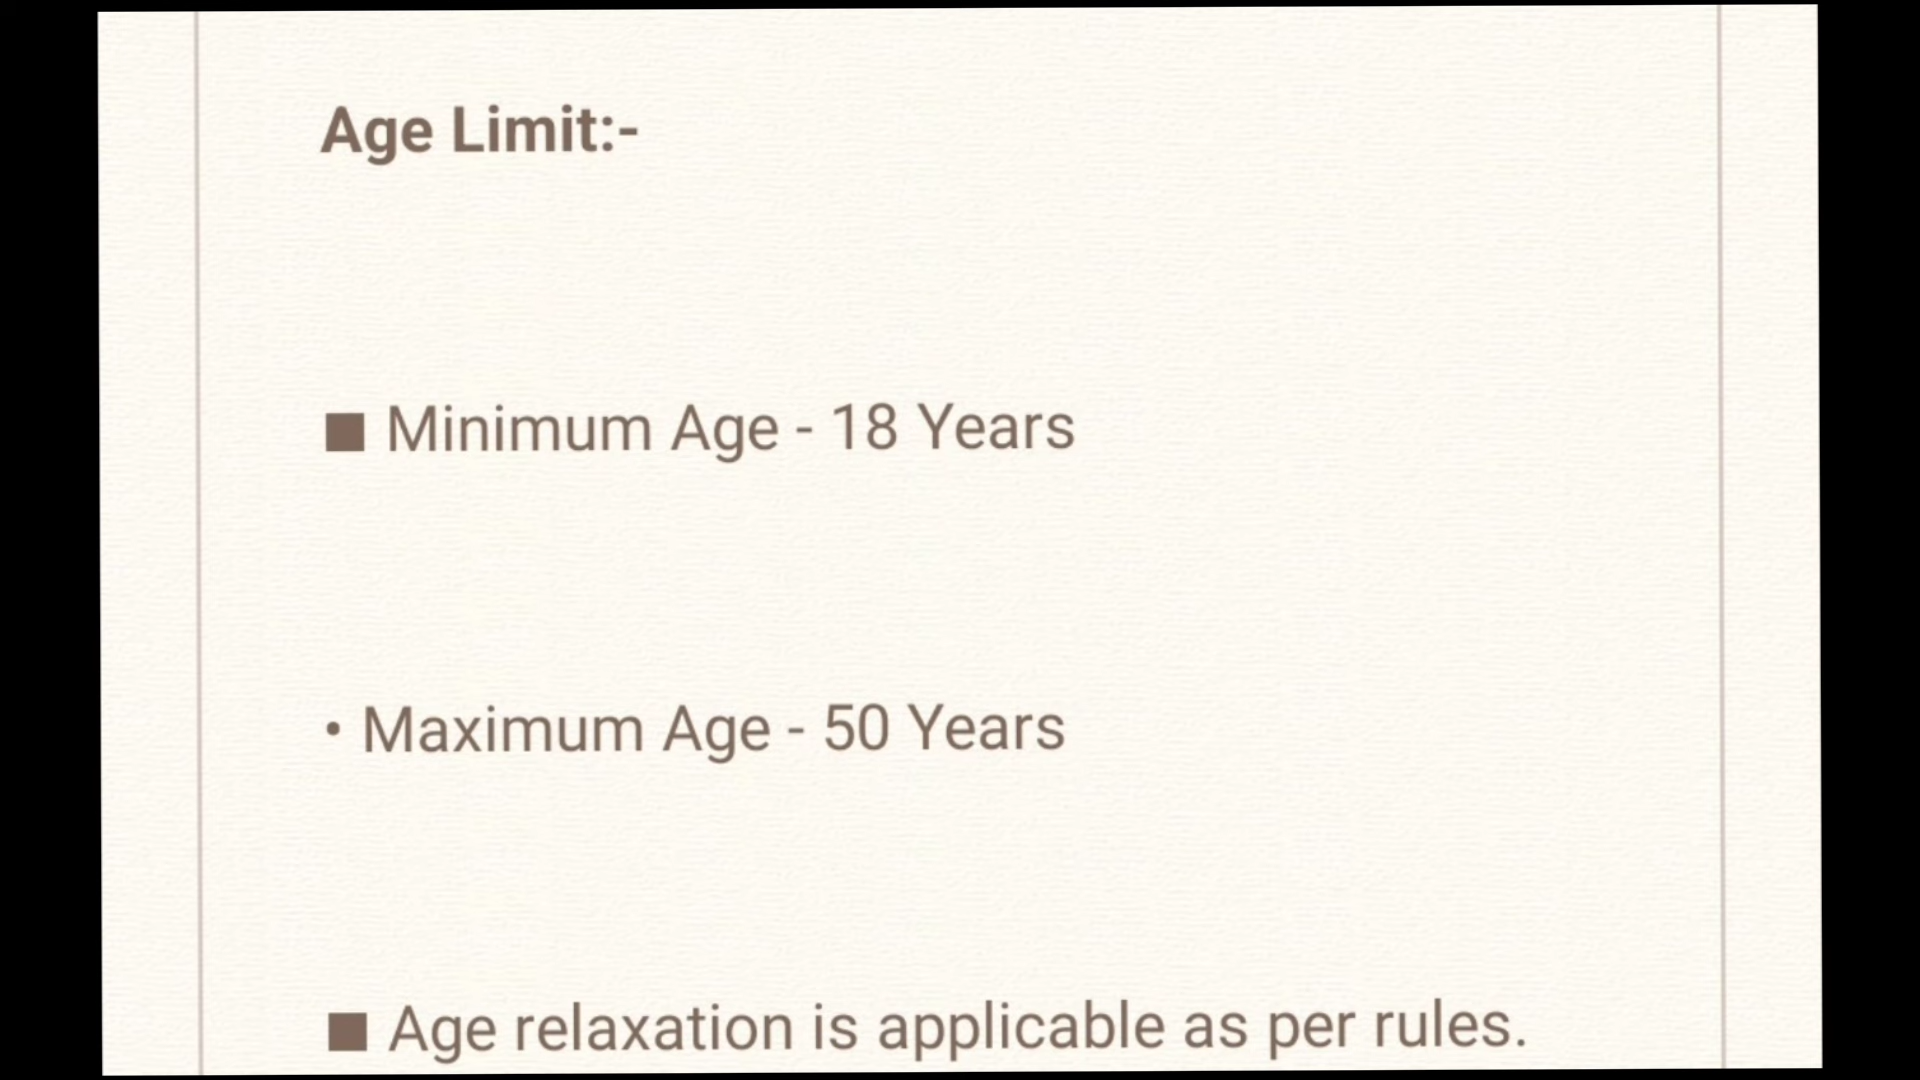 Age Limit:-
■ Minimum Age - 18 Years
• Maximum Age - 50 Years
■ Age relaxation is applicable as per rules.